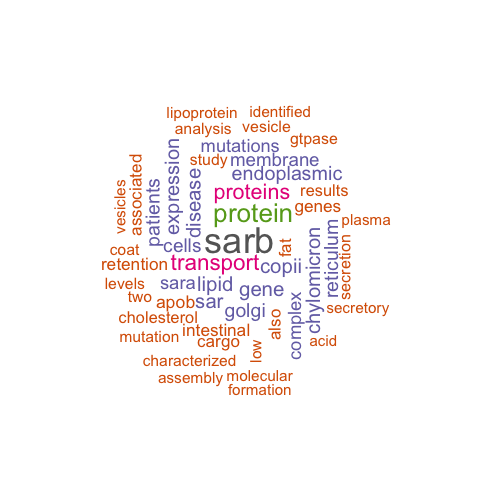 lipoprotein identified
analysis vesicle
mutations gtpase
study membrane
endoplasmic
proteins results
protein genes
plasma
sarb
vesicles
associated
patients
expression
disease
cells
coat
retention
transport
copii
fat
chylomicron
reticulum
secretion
levels
sara lipid
gene
two apob sar
golgi
secretory
cholesterol
intestinal
mutation
cargo
low
also
complex
acid
characterized
assembly molecular
formation